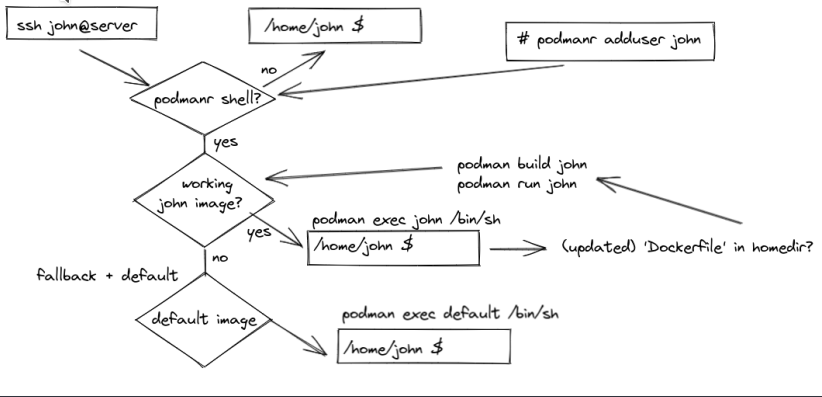 ssh john@server
/home/john $
# podmanr adduser john
no
podmanr shell?
yes
podman build john
podman run john
working
john image?
podman exec john /bin/sh
yes
/home/john $
(updated) 'Dockerfile' in homedir?
no
fallback + default
default image
podman exec default /bin/sh
/home/john $